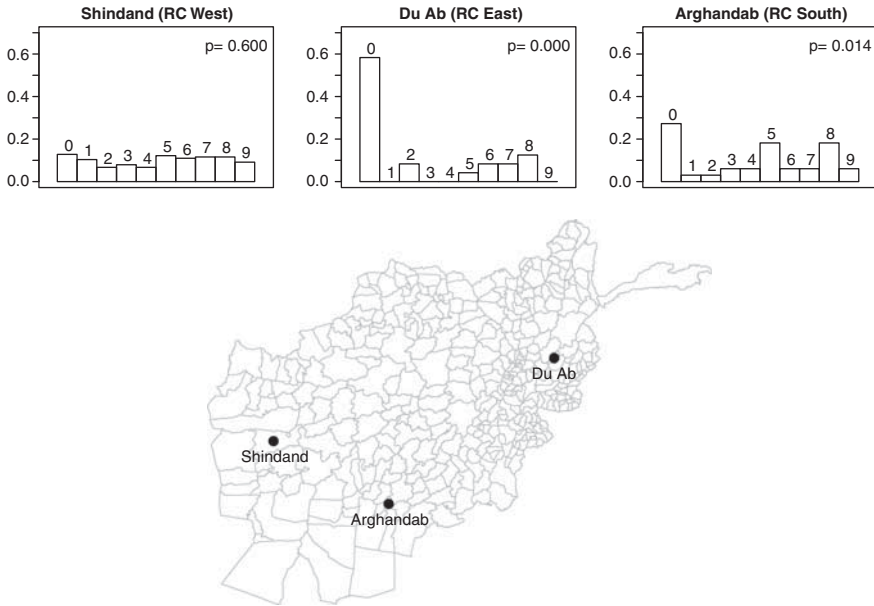 Shindand (RC West)
0.6
0.4
0.2
0.0
p= 0.600
0 1 2 3 4 5 6 7 8 9
Du Ab (RC East)
0.6
0.4
0.2
0.0
p= 0.000
0 1 2 3 4 5 6 7 8 9
Arghandab (RC South)
0.6
0.4
0.2
0.0
p= 0.014
0 1 2 3 4 5 6 7 8 9
Du Ab
Shindand
Arghandab